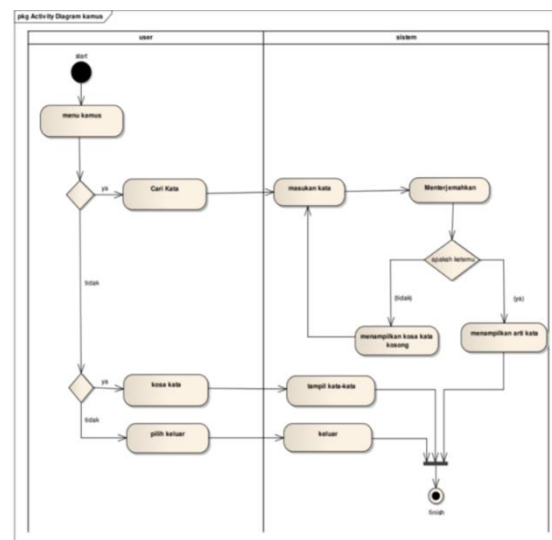 pkg Activity Diagram kamus
user
sistem
start
menu kamus
ya
Cari Kata
masukan kata
Menterjemahkan
apakah ketemu
tidak
(tidak)
(ya)
menampilkan kosa kata
kosong
menampilkan arti kata
ya
kosa kata
tampil kata-kata
tidak
pilih keluar
keluar
finish